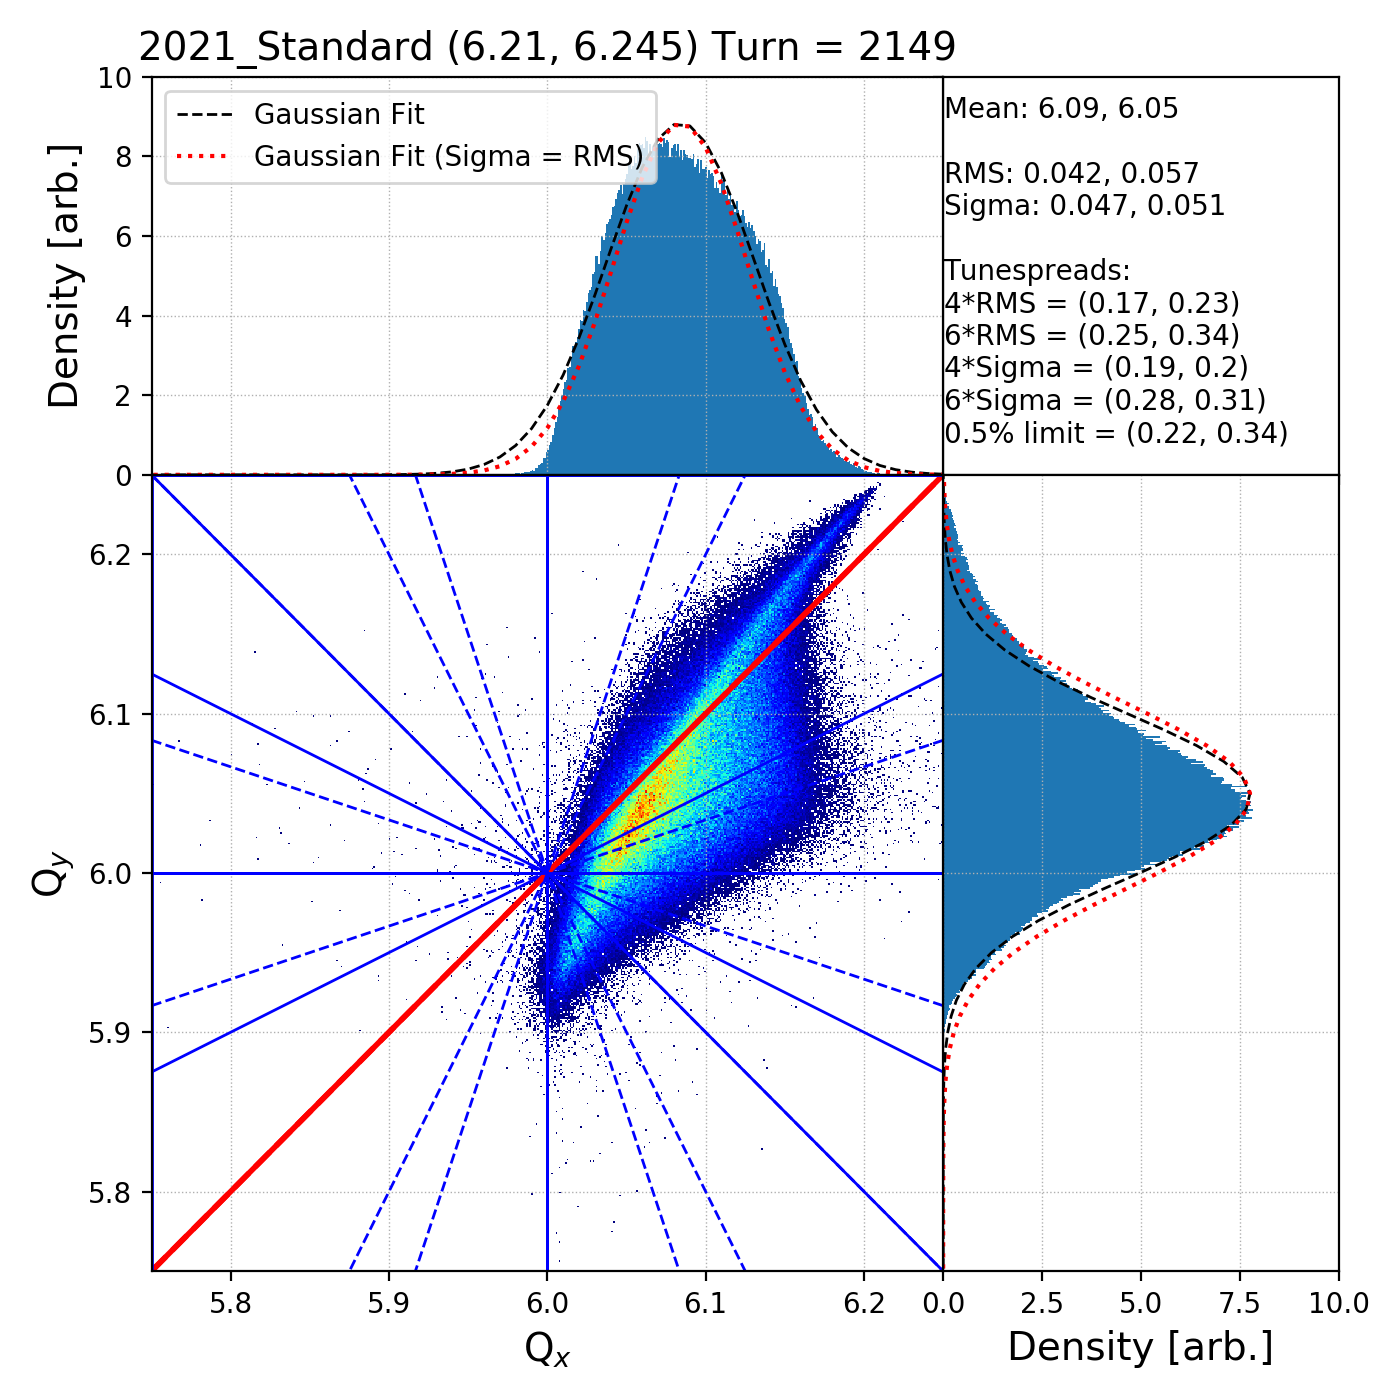 2021_Standard (6.21, 6.245) Turn = 2149
10
8
6
4
2
0
Density [arb.]
Gaussian Fit
Gaussian Fit (Sigma = RMS)
Mean: 6.09, 6.05
RMS: 0.042, 0.057
Sigma: 0.047, 0.051
Tunespreads:
4*RMS = (0.17, 0.23)
6*RMS = (0.25, 0.34)
4*Sigma = (0.19, 0.2)
6*Sigma = (0.28, 0.31)
0.5% limit = (0.22, 0.34)
6.2
6.1
6.0
5.9
5.8
Qy
5.8 5.9 6.0 6.1 6.2
Qx
0.0 2.5 5.0 7.5 10.0
Density [arb.]